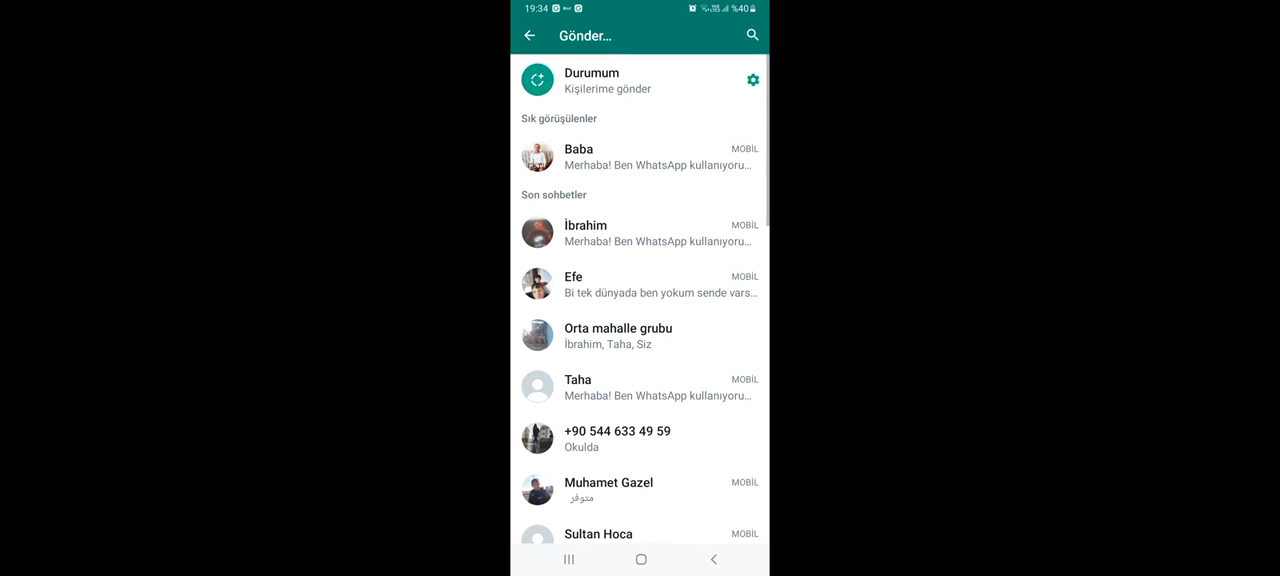 19:34 %40
Gönder...
Durumum
Kişilerime gönder
Sık görüşülenler
Baba MOBİL
Merhaba! Ben WhatsApp kullanıyoru...
Son sohbetler
İbrahim MOBİL
Merhaba! Ben WhatsApp kullanıyoru...
Efe MOBİL
Bi tek dünyada ben yokum sende vars...
Orta mahalle grubu
İbrahim, Taha, Siz
Taha MOBİL
Merhaba! Ben WhatsApp kullanıyoru...
+90 544 633 49 59
Okulda
Muhamet Gazel MOBİL
متوفر
Sultan Hoca MOBİL